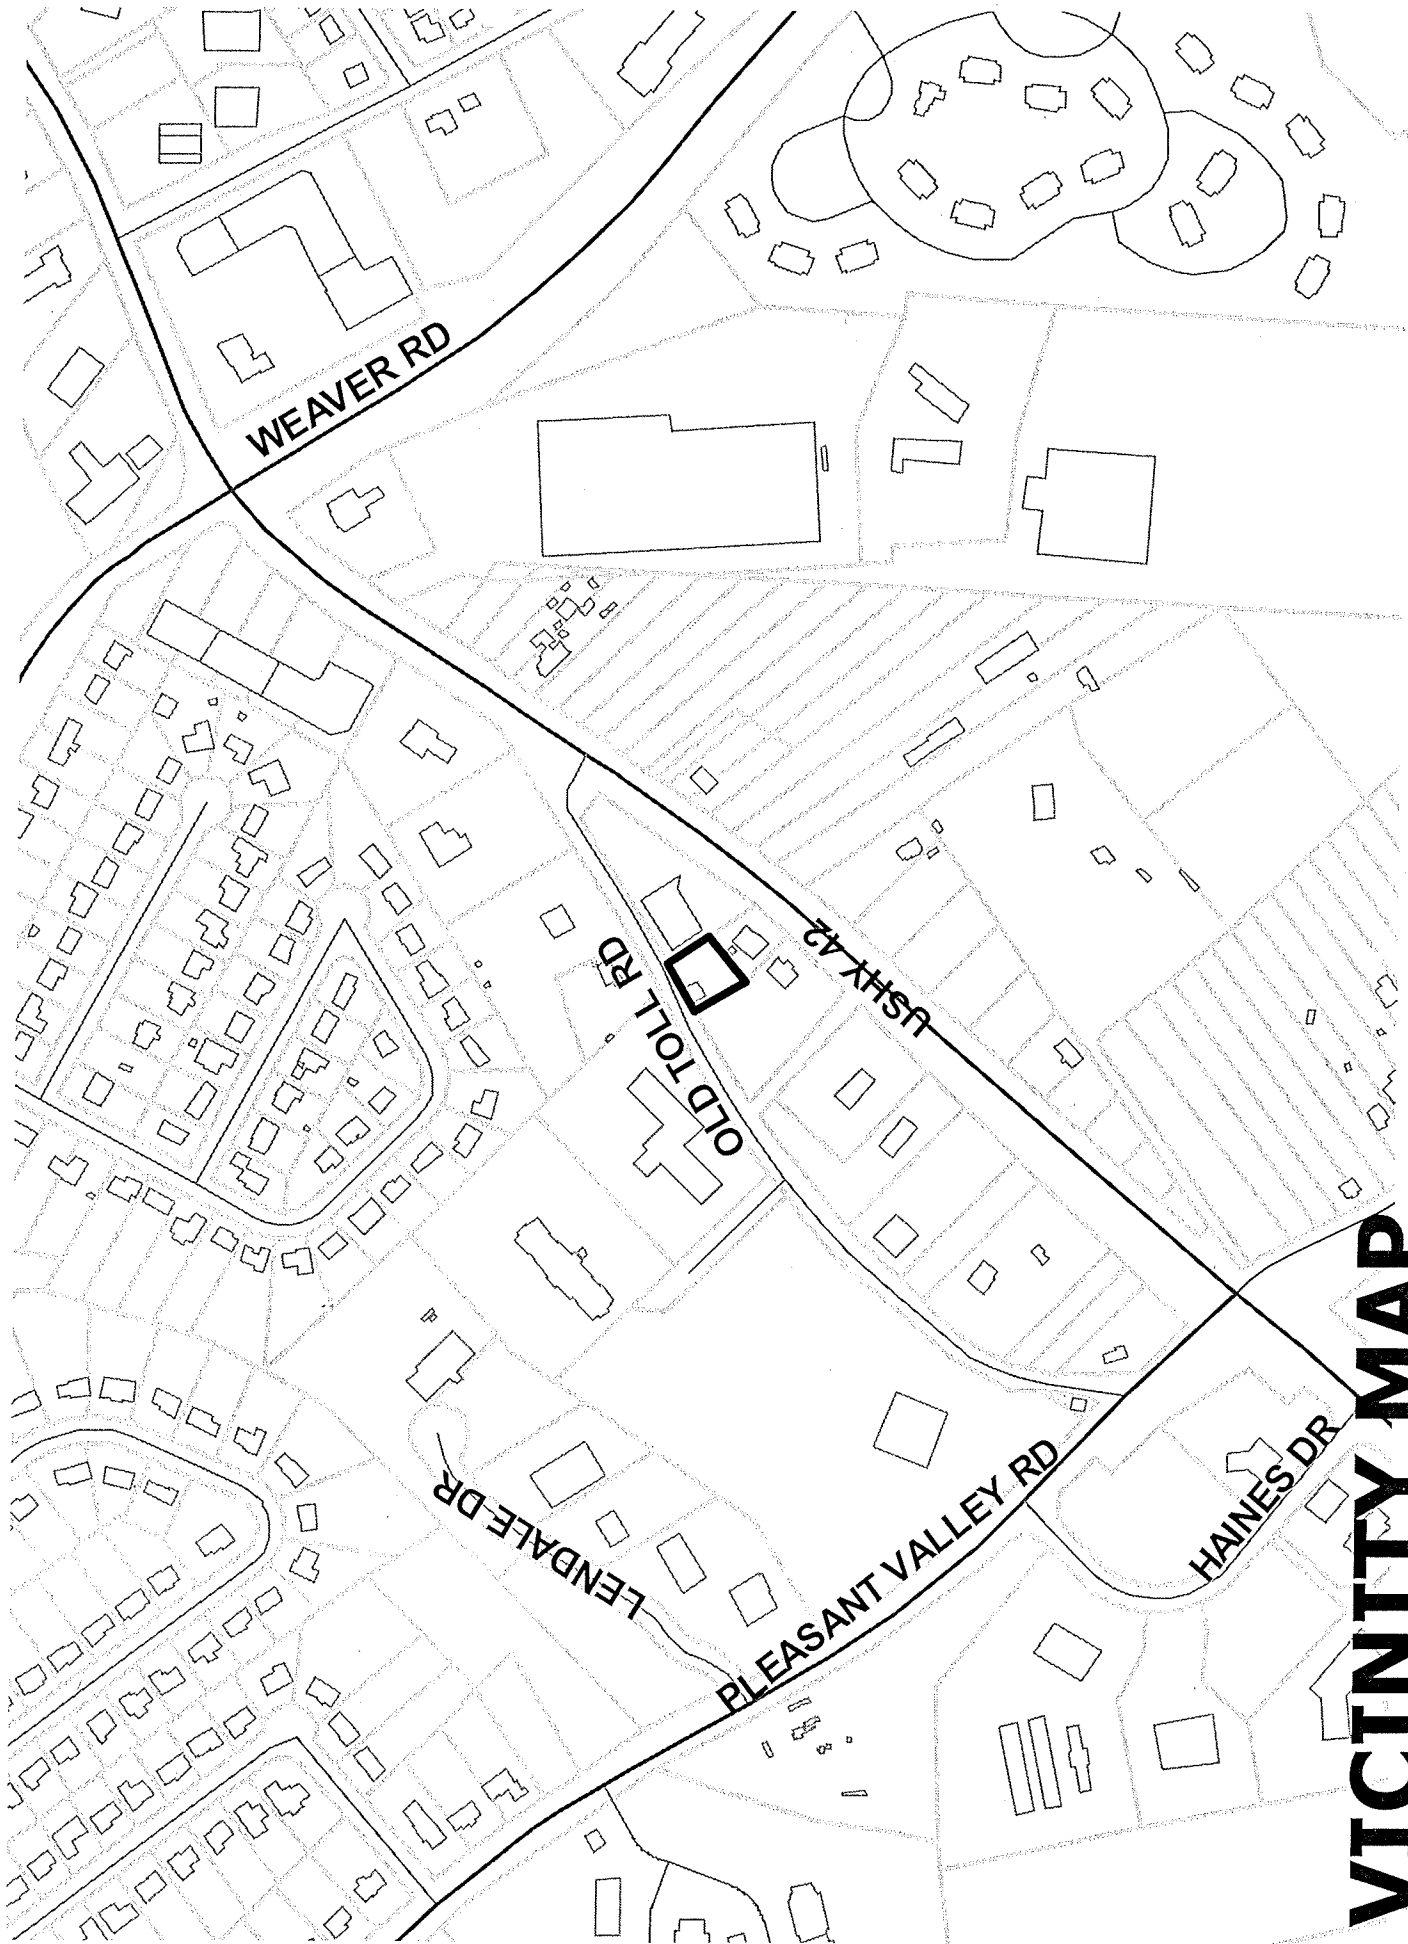 WEAVER RD
OLD TOLL RD
USHY 42
LENDALE DR
PLEASANT VALLEY RD
HAINES DR
VICINITY MAP